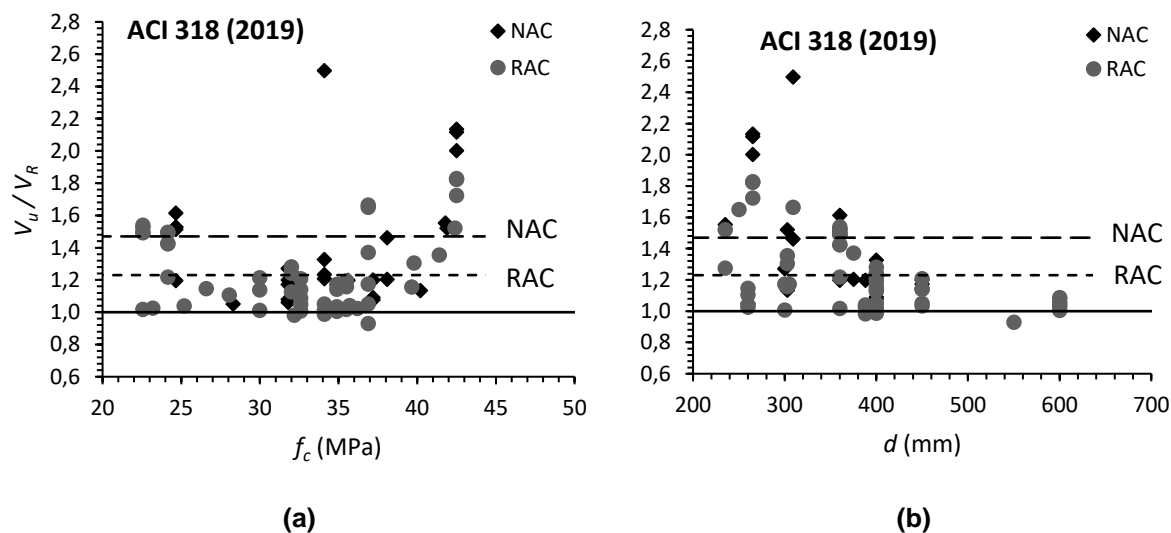 ACI 318 (2019)
NAC
RAC
2,8
2,6
2,4
2,2
2,0
1,8
1,6
1,4
1,2
1,0
0,8
0,6
V_u / V_R
NAC
RAC
20 25 30 35 40 45 50
f_c (MPa)
(a)
ACI 318 (2019)
NAC
RAC
2,8
2,6
2,4
2,2
2,0
1,8
1,6
1,4
1,2
1,0
0,8
0,6
NAC
RAC
200 300 400 500 600 700
d (mm)
(b)